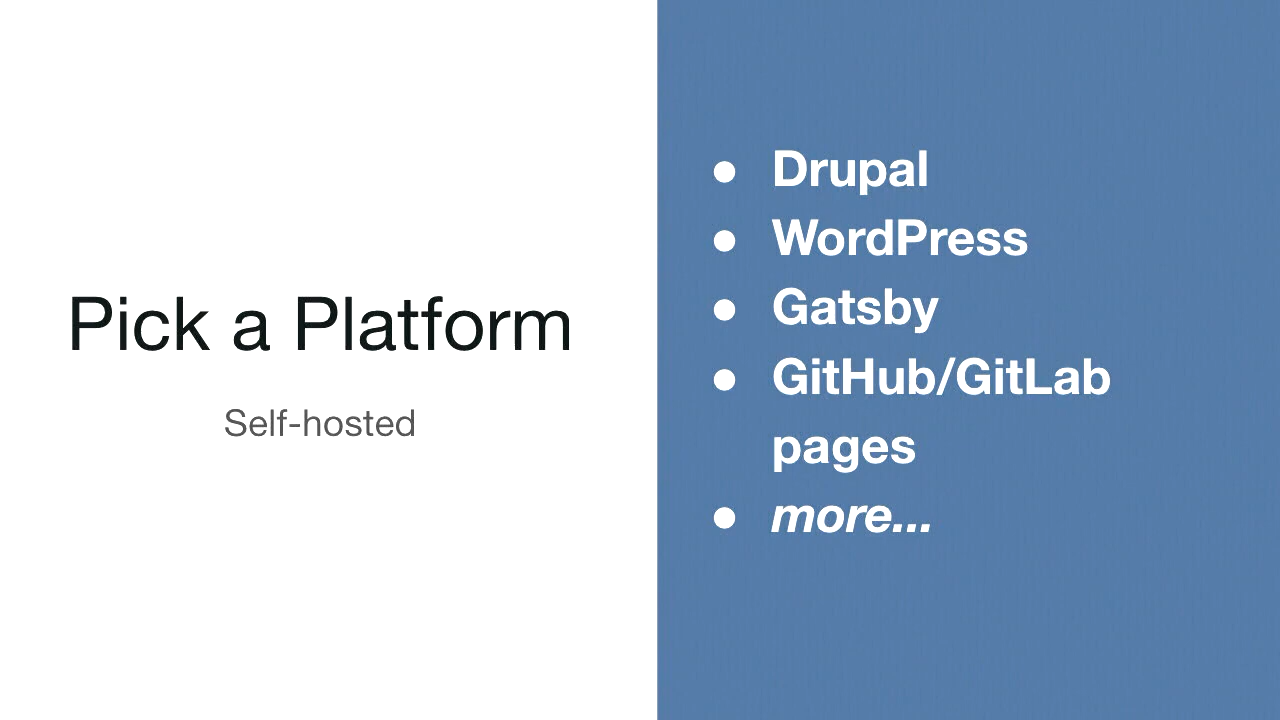 Pick a Platform
Self-hosted
● Drupal
● WordPress
● Gatsby
● GitHub/GitLab
pages
● more...